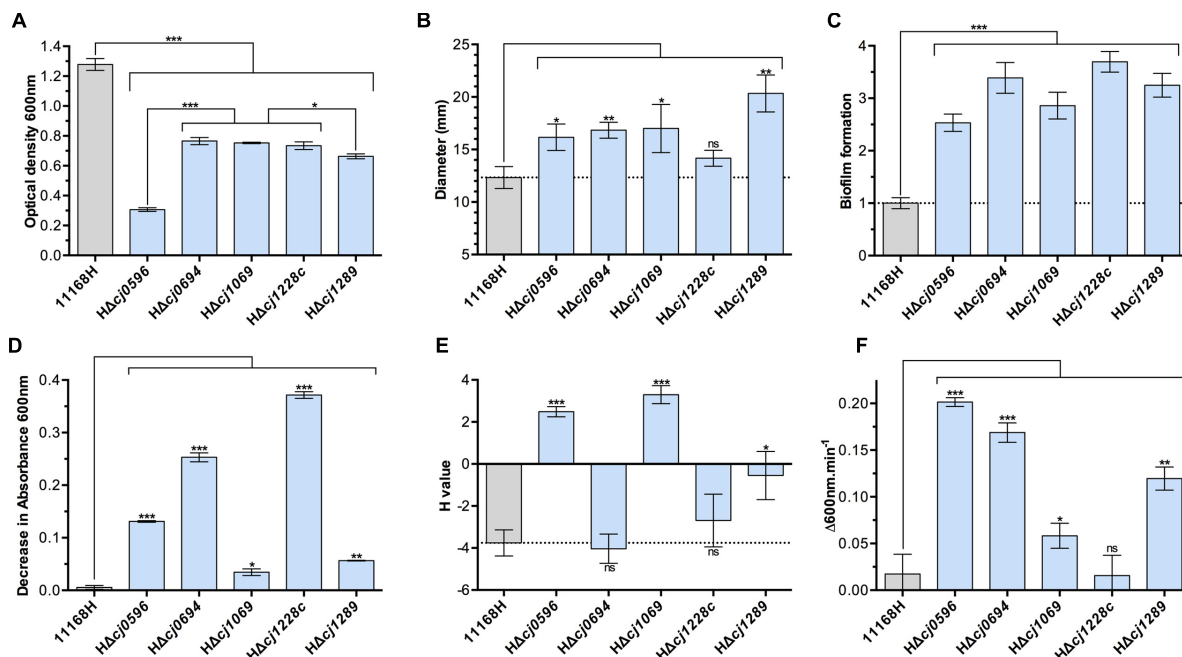 A
Optical density 600nm
1.4
1.2
1.0
0.8
0.6
0.4
0.2
0.0
***
***
*
11168H
HΔcj0596
HΔcj0694
HΔcj1069
HΔcj1228c
HΔcj1289
B
Diameter (mm)
25
20
15
10
5
*
**
*
ns
**
11168H
HΔcj0596
HΔcj0694
HΔcj1069
HΔcj1228c
HΔcj1289
C
Biofilm formation
4
3
2
1
0
***
11168H
HΔcj0596
HΔcj0694
HΔcj1069
HΔcj1228c
HΔcj1289
D
Decrease in Absorbance 600nm
0.4
0.3
0.2
0.1
0.0
***
***
*
***
**
11168H
HΔcj0596
HΔcj0694
HΔcj1069
HΔcj1228c
HΔcj1289
E
H value
4
2
0
-2
-4
-6
***
ns
***
ns
*
11168H
HΔcj0596
HΔcj0694
HΔcj1069
HΔcj1228c
HΔcj1289
F
Δ600nm.min⁻¹
0.20
0.15
0.10
0.05
0.00
***
***
*
ns
**
11168H
HΔcj0596
HΔcj0694
HΔcj1069
HΔcj1228c
HΔcj1289